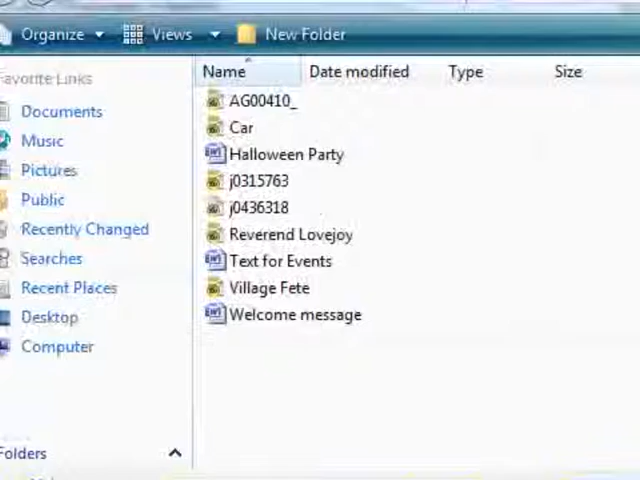 Organize Views New Folder
Favorite Links
Documents
Music
Pictures
Public
Recently Changed
Searches
Recent Places
Desktop
Computer
Folders
Name Date modified Type Size
AG00410_
Car
Halloween Party
j0315763
j0436318
Reverend Lovejoy
Text for Events
Village Fete
Welcome message